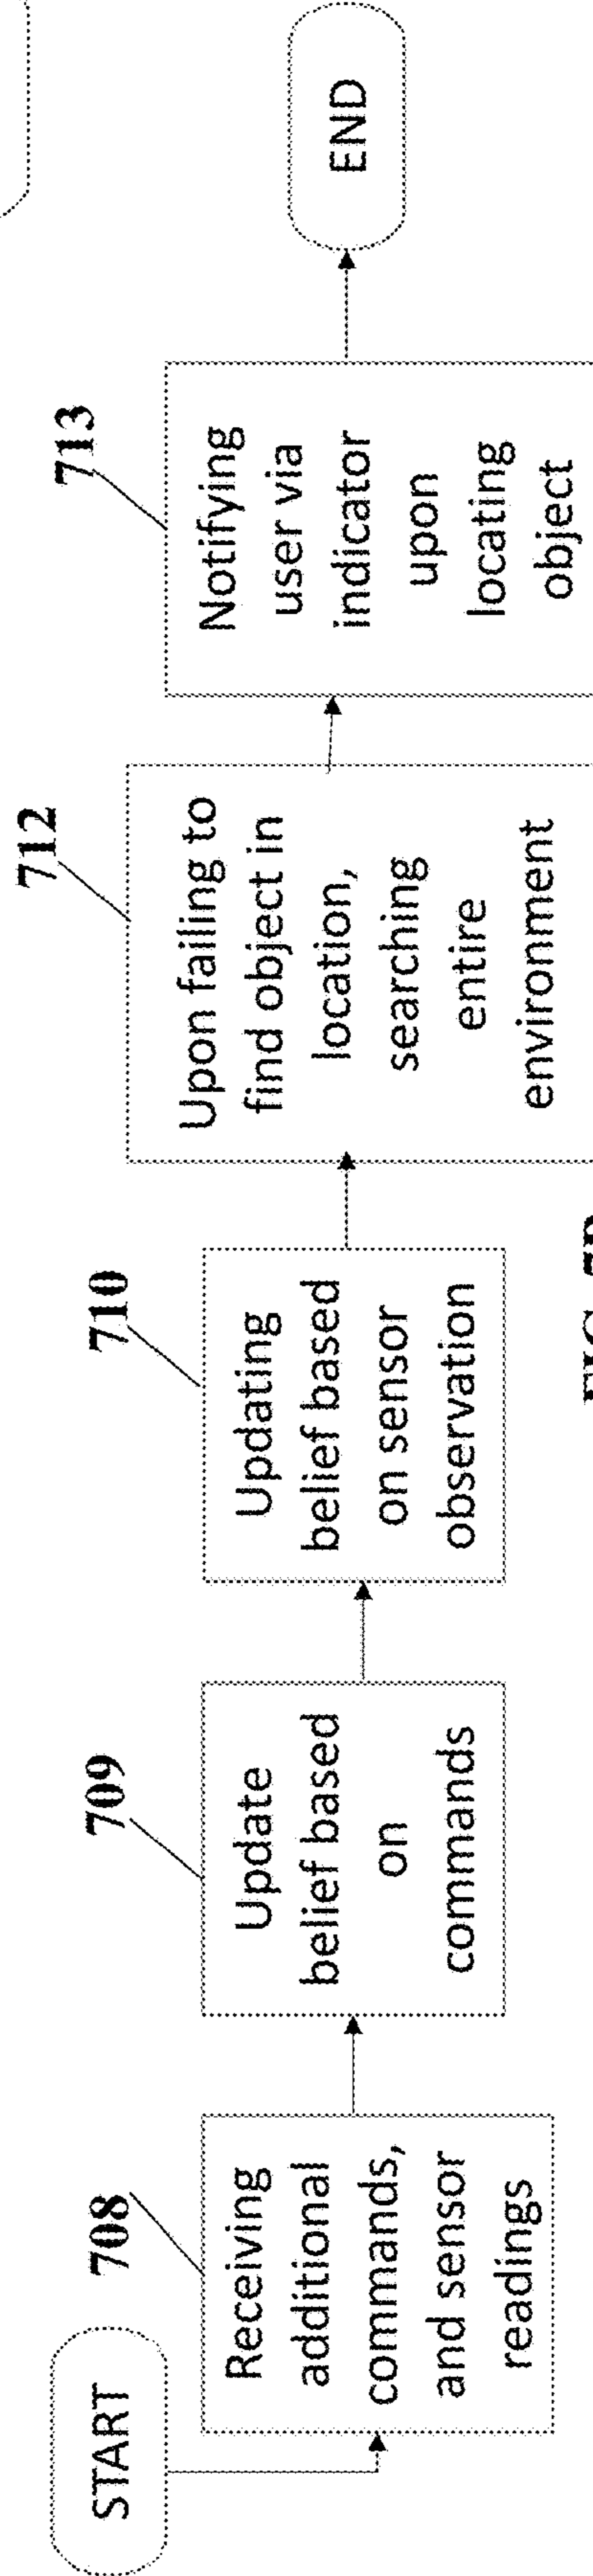 START
708
Receiving
additional
commands,
and sensor
readings
709
Update
belief based
on
commands
710
Updating
belief based
on sensor
observation
712
Upon failing to
find object in
location,
searching
entire
environment
713
Notifying
user via
indicator
upon
locating
object
END